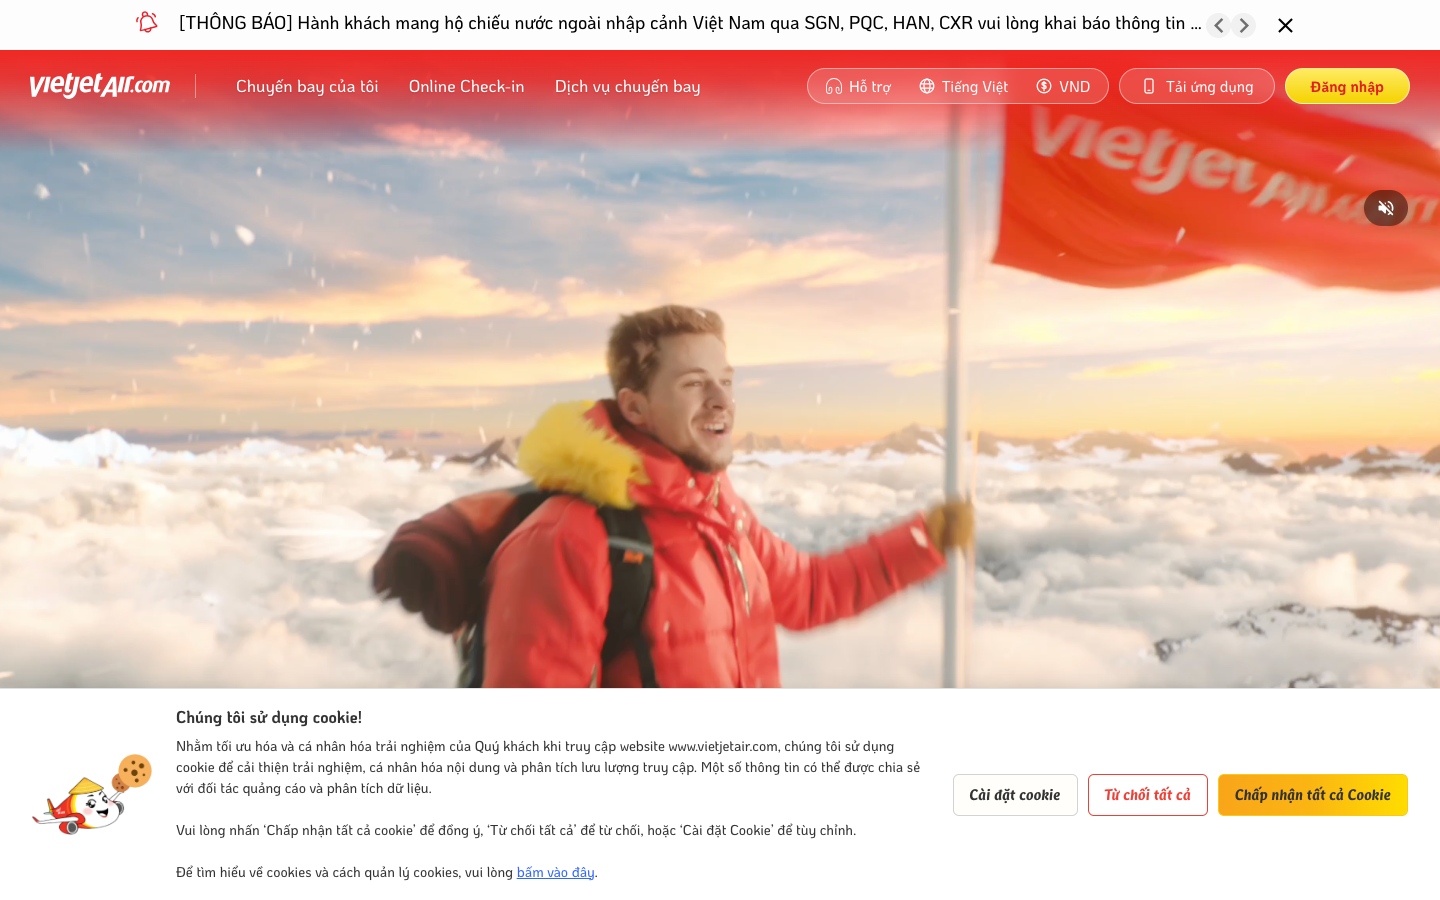 [THÔNG BÁO] Hành khách mang hộ chiếu nước ngoài nhập cảnh Việt Nam qua SGN, PQC, HAN, CXR vui lòng khai báo thông tin ...
vietjetAir.com
Chuyến bay của tôi
Online Check-in
Dịch vụ chuyến bay
Hỗ trợ
Tiếng Việt
VND
Tải ứng dụng
Đăng nhập
vietjetAir.com
Chúng tôi sử dụng cookie!
Nhằm tối ưu hóa và cá nhân hóa trải nghiệm của Quý khách khi truy cập website www.vietjetair.com, chúng tôi sử dụng
cookie để cải thiện trải nghiệm, cá nhân hóa nội dung và phân tích lưu lượng truy cập. Một số thông tin có thể được chia sẻ
với đối tác quảng cáo và phân tích dữ liệu.
Vui lòng nhấn ‘Chấp nhận tất cả cookie’ để đồng ý, ‘Từ chối tất cả’ để từ chối, hoặc ‘Cài đặt Cookie’ để tùy chỉnh.
Để tìm hiểu về cookies và cách quản lý cookies, vui lòng bấm vào đây.
Cài đặt cookie
Từ chối tất cả
Chấp nhận tất cả Cookie